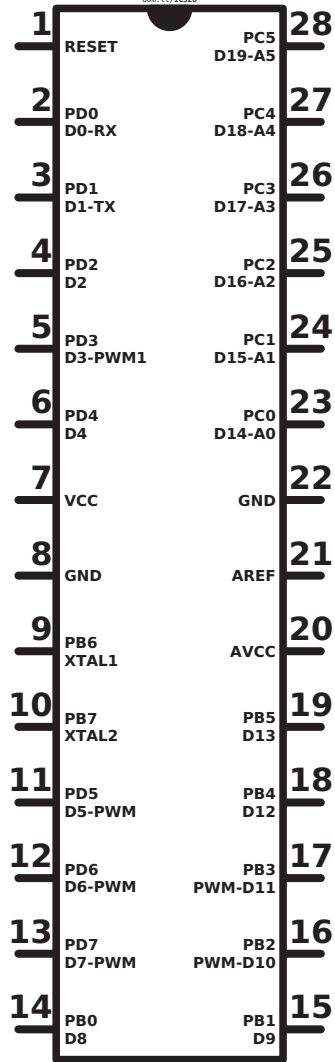 1
RESET
2
PD0
D0-RX
3
PD1
D1-TX
4
PD2
D2
5
PD3
D3-PWM1
6
PD4
D4
7
VCC
8
GND
9
PB6
XTAL1
10
PB7
XTAL2
11
PD5
D5-PWM
12
PD6
D6-PWM
13
PD7
D7-PWM
14
PB0
D8
28
PC5
D19-A5
27
PC4
D18-A4
26
PC3
D17-A3
25
PC2
D16-A2
24
PC1
D15-A1
23
PC0
D14-A0
22
GND
21
AREF
20
AVCC
19
PB5
D13
18
PB4
D12
17
PB3
PWM-D11
16
PB2
PWM-D10
15
PB1
D9